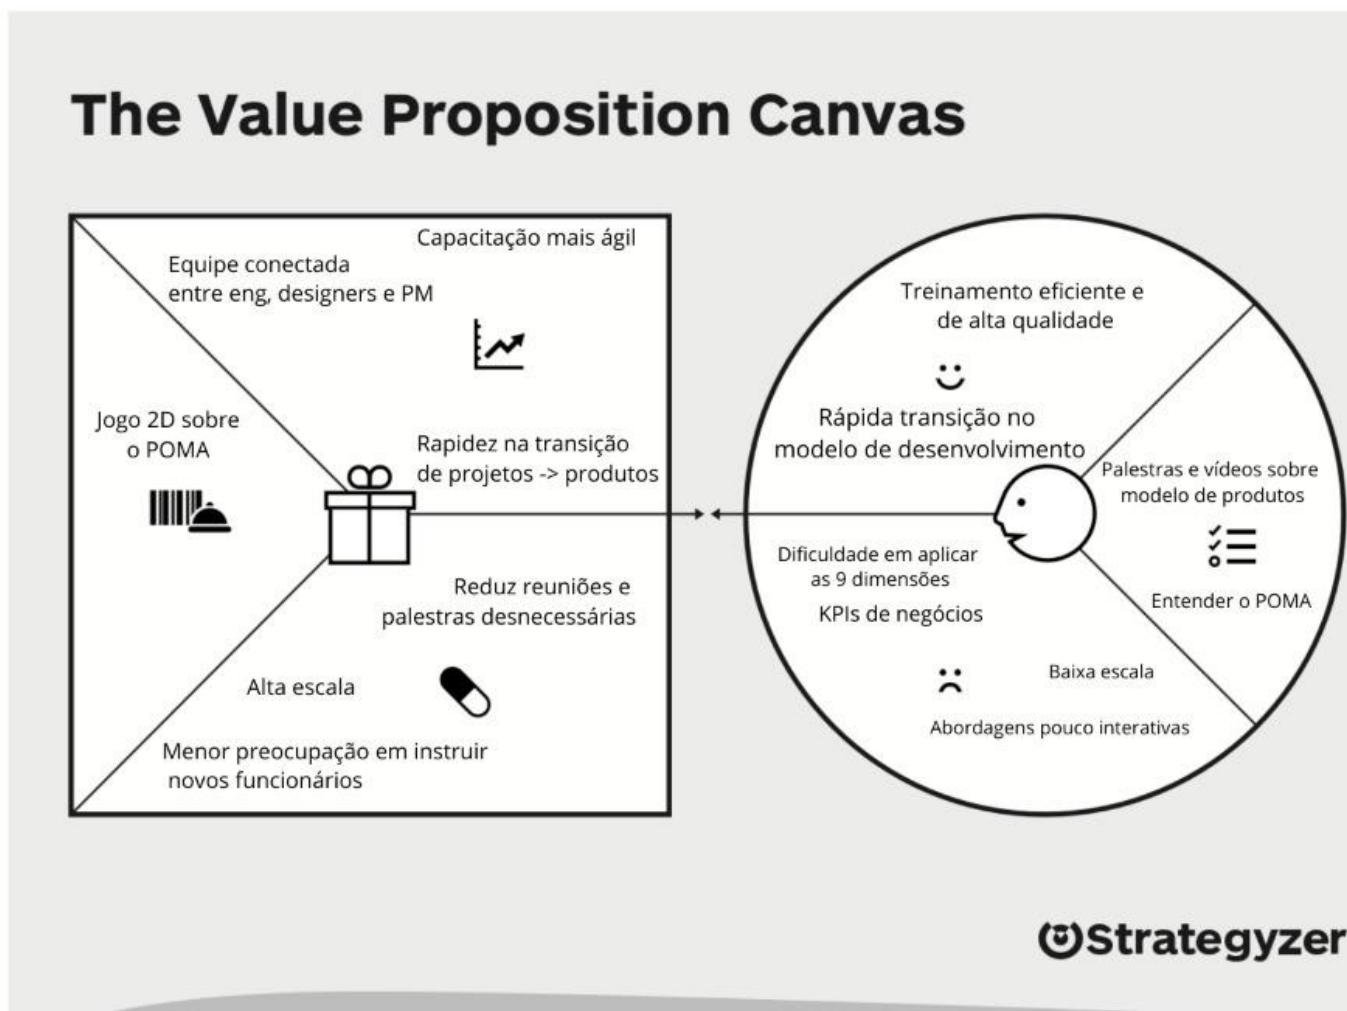 The Value Proposition Canvas
Capacitação mais ágil
Equipe conectada
entre eng, designers e PM
Jogo 2D sobre
o POMA
Rapidez na transição
de projetos -> produtos
Reduz reuniões e
palestras desnecessárias
Alta escala
Menor preocupação em instruir
novos funcionários
Treinamento eficiente e
de alta qualidade
Rápida transição no
modelo de desenvolvimento
Palestras e vídeos sobre
modelo de produtos
Entender o POMA
Dificuldade em aplicar
as 9 dimensões
KPIs de negócios
Baixa escala
Abordagens pouco interativas
Strategyzer